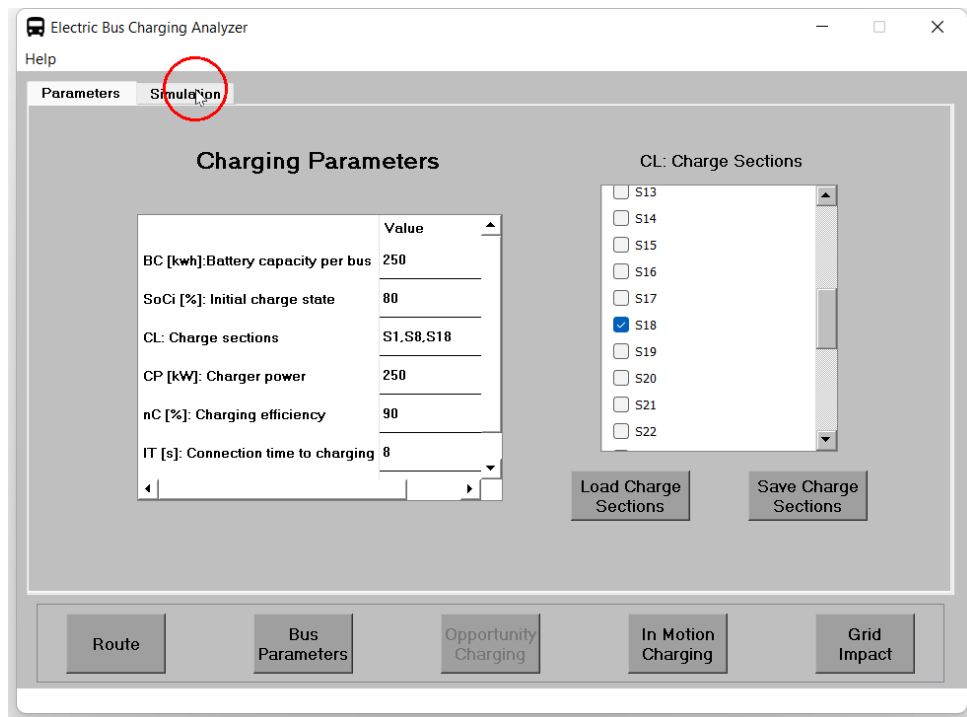 Electric Bus Charging Analyzer
Help
Parameters
Simulation
Charging Parameters
Value
BC [kwh]:Battery capacity per bus 250
SoCi [%]: Initial charge state 80
CL: Charge sections S1,S8,S18
CP [kW]: Charger power 250
nC [%]: Charging efficiency 90
IT [s]: Connection time to charging 8
CL: Charge Sections
S13
S14
S15
S16
S17
S18
S19
S20
S21
S22
Load Charge
Sections
Save Charge
Sections
Route
Bus
Parameters
Opportunity
Charging
In Motion
Charging
Grid
Impact